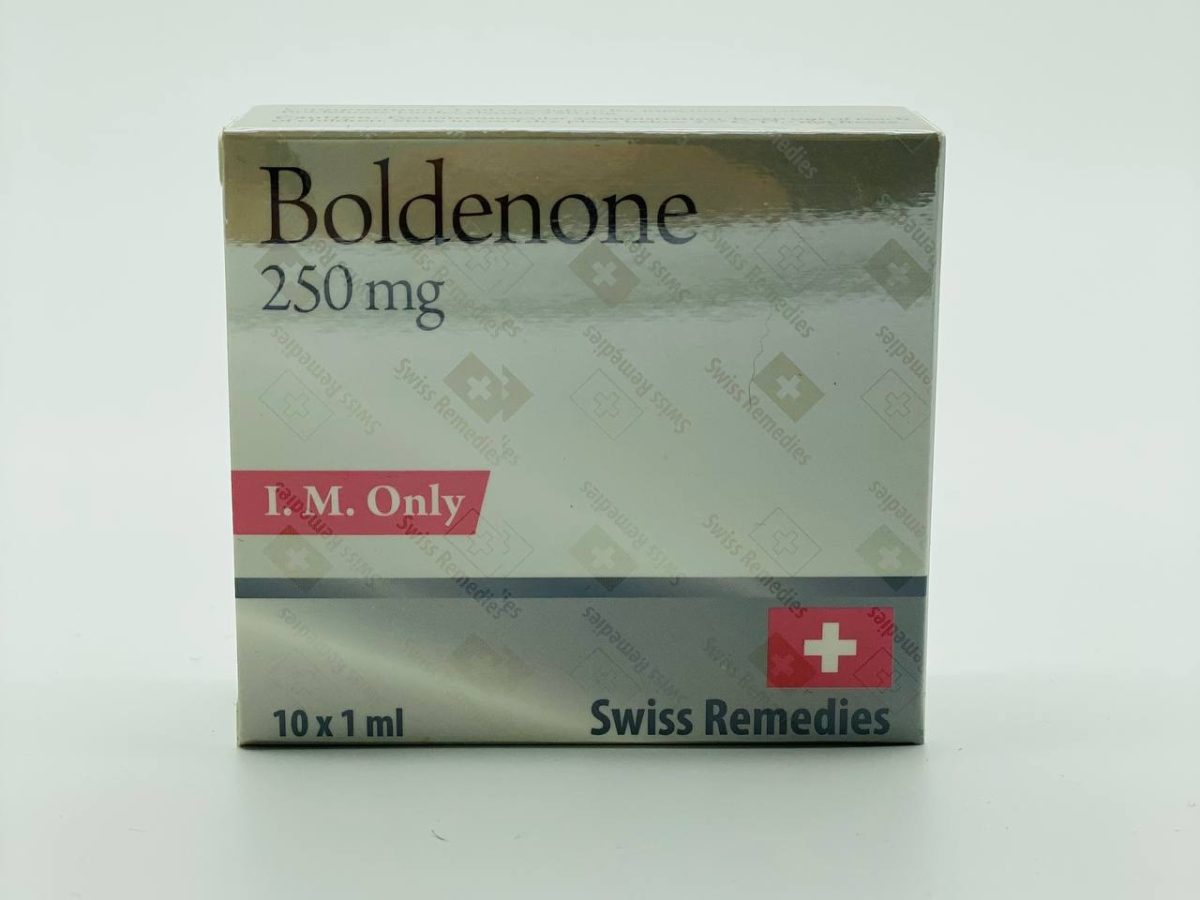 Boldenone
250 mg
I. M. Only
10 x 1 ml
Swiss Remedies